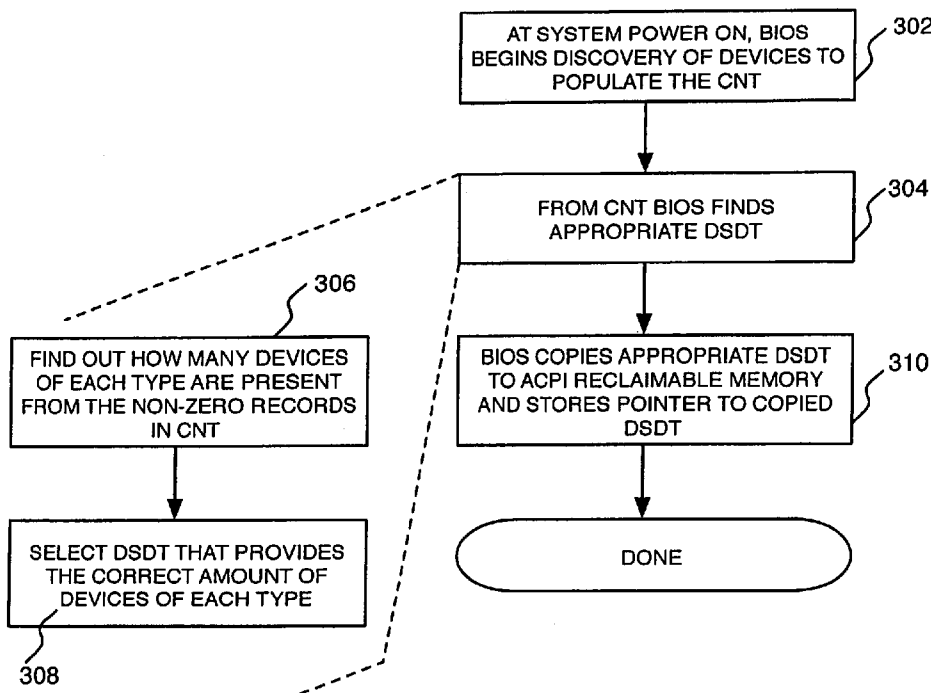 302
AT SYSTEM POWER ON, BIOS
BEGINS DISCOVERY OF DEVICES TO
POPULATE THE CNT
304
FROM CNT BIOS FINDS
APPROPRIATE DSDT
306
FIND OUT HOW MANY DEVICES
OF EACH TYPE ARE PRESENT
FROM THE NON-ZERO RECORDS
IN CNT
308
SELECT DSDT THAT PROVIDES
THE CORRECT AMOUNT OF
DEVICES OF EACH TYPE
310
BIOS COPIES APPROPRIATE DSDT
TO ACPI RECLAIMABLE MEMORY
AND STORES POINTER TO COPIED
DSDT
DONE